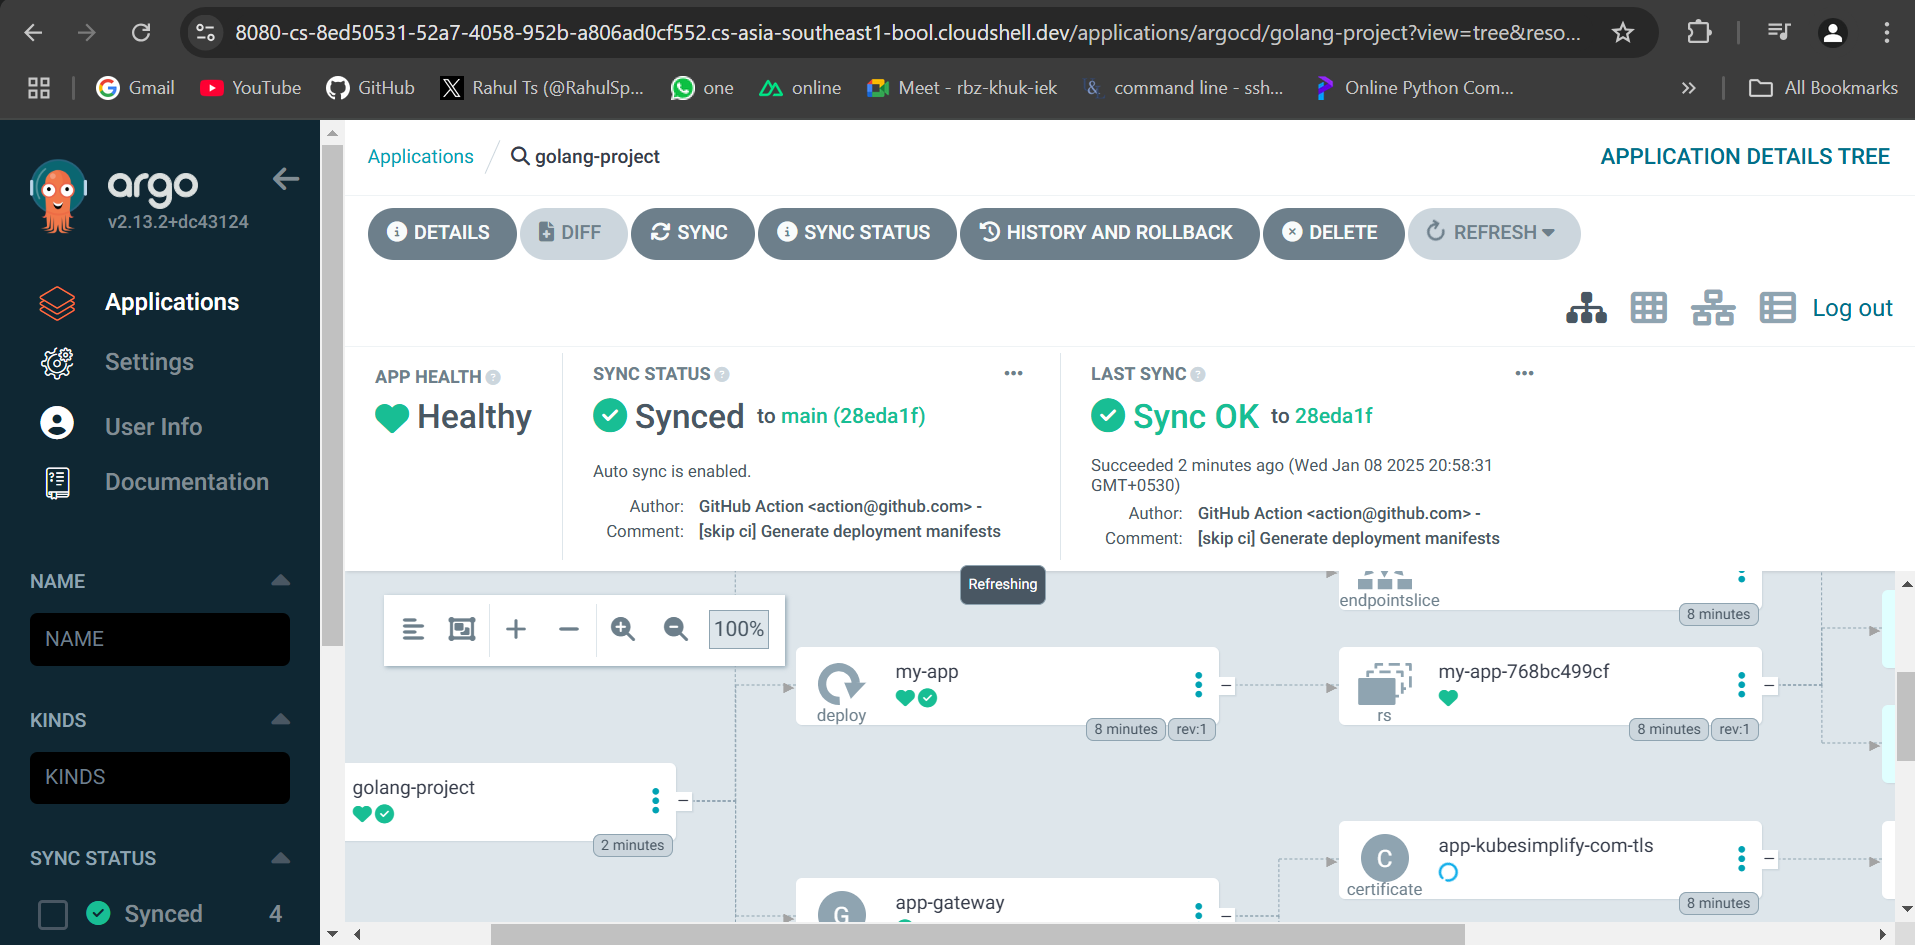 8080-cs-8ed50531-52a7-4058-952b-a806ad0cf552.cs-asia-southeast1-bool.cloudshell.dev/applications/argocd/golang-project?view=tree&reso...
Gmail YouTube GitHub Rahul Ts (@RahulSp... one online Meet - rbz-khuk-iek command line - ssh... Online Python Com... » All Bookmarks
argo
v2.13.2+dc43124
Applications
Settings
User Info
Documentation
NAME
NAME
KINDS
KINDS
SYNC STATUS
Synced 4
Applications / golang-project
APPLICATION DETAILS TREE
DETAILS DIFF SYNC SYNC STATUS HISTORY AND ROLLBACK DELETE REFRESH
Log out
APP HEALTH
Healthy
SYNC STATUS
Synced to main (28eda1f)
Auto sync is enabled.
Author: GitHub Action <action@github.com> -
Comment: [skip ci] Generate deployment manifests
LAST SYNC
Sync OK to 28eda1f
Succeeded 2 minutes ago (Wed Jan 08 2025 20:58:31
GMT+0530)
Author: GitHub Action <action@github.com> -
Comment: [skip ci] Generate deployment manifests
Refreshing
100%
endpointslice
8 minutes
my-app
deploy
8 minutes rev:1
my-app-768bc499cf
rs
8 minutes rev:1
golang-project
2 minutes
C
app-kubesimplify-com-tls
certificate
8 minutes
G
app-gateway